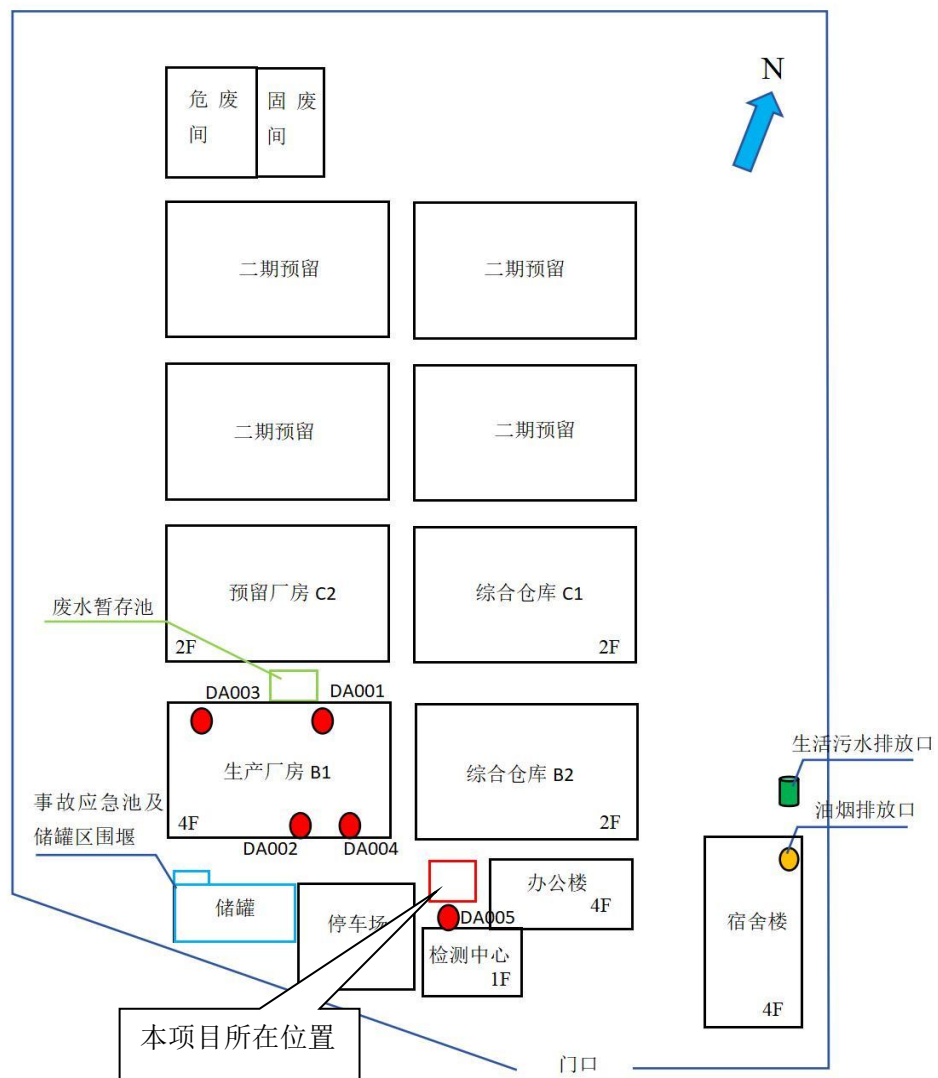 N
危废
间
固废
间
二期预留
二期预留
二期预留
二期预留
预留厂房 C2
2F
综合仓库 C1
2F
废水暂存池
DA003
DA001
生产厂房 B1
4F
DA002
DA004
综合仓库 B2
2F
生活污水排放口
油烟排放口
事故应急池及
储罐区围堰
储罐
停车场
办公楼
4F
DA005
检测中心
1F
宿舍楼
4F
本项目所在位置
门口